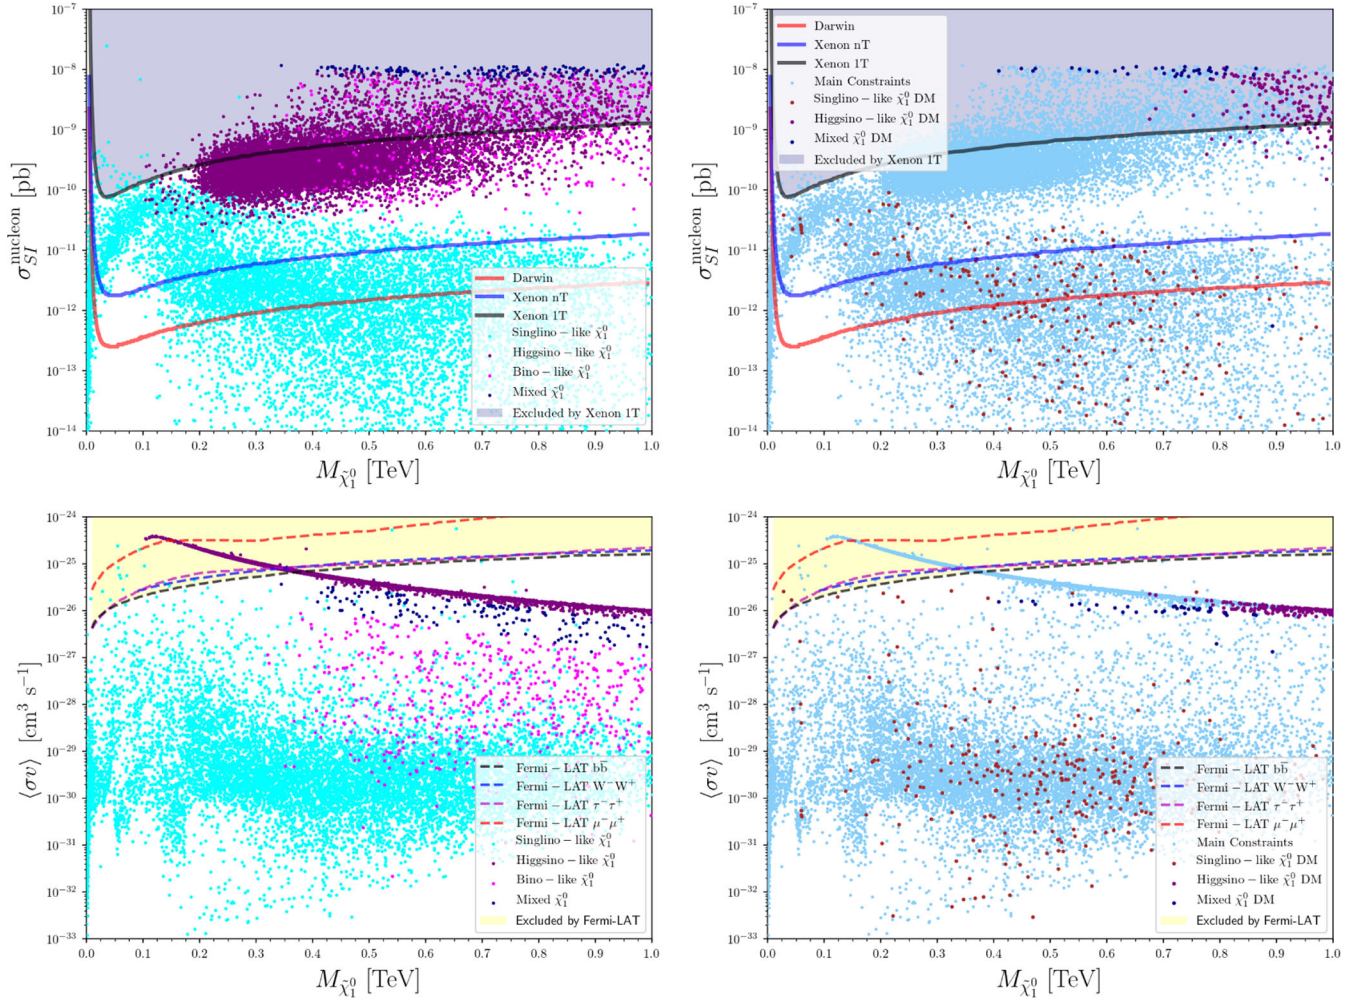 10⁻⁷
10⁻⁸
10⁻⁹
10⁻¹⁰
10⁻¹¹
10⁻¹²
10⁻¹³
10⁻¹⁴
σ_SI^nucleon [pb]
0.0 0.1 0.2 0.3 0.4 0.5 0.6 0.7 0.8 0.9 1.0
M_χ̃₁⁰ [TeV]
Darwin
Xenon nT
Xenon 1T
Singlino−like χ̃₁⁰
Higgsino−like χ̃₁⁰
Bino−like χ̃₁⁰
Mixed χ̃₁⁰
Excluded by Xenon 1T
10⁻⁷
10⁻⁸
10⁻⁹
10⁻¹⁰
10⁻¹¹
10⁻¹²
10⁻¹³
10⁻¹⁴
σ_SI^nucleon [pb]
Darwin
Xenon nT
Xenon 1T
Main Constraints
Singlino−like χ̃₁⁰ DM
Higgsino−like χ̃₁⁰ DM
Mixed χ̃₁⁰ DM
Excluded by Xenon 1T
0.0 0.1 0.2 0.3 0.4 0.5 0.6 0.7 0.8 0.9 1.0
M_χ̃₁⁰ [TeV]
10⁻²⁴
10⁻²⁵
10⁻²⁶
10⁻²⁷
10⁻²⁸
10⁻²⁹
10⁻³⁰
10⁻³¹
10⁻³²
10⁻³³
⟨σv⟩ [cm³ s⁻¹]
Fermi−LAT bb̅
Fermi−LAT W⁻W⁺
Fermi−LAT τ⁻τ⁺
Fermi−LAT μ⁻μ⁺
Singlino−like χ̃₁⁰
Higgsino−like χ̃₁⁰
Bino−like χ̃₁⁰
Mixed χ̃₁⁰
Excluded by Fermi-LAT
0.0 0.1 0.2 0.3 0.4 0.5 0.6 0.7 0.8 0.9 1.0
M_χ̃₁⁰ [TeV]
10⁻²⁴
10⁻²⁵
10⁻²⁶
10⁻²⁷
10⁻²⁸
10⁻²⁹
10⁻³⁰
10⁻³¹
10⁻³²
10⁻³³
⟨σv⟩ [cm³ s⁻¹]
Fermi−LAT bb̅
Fermi−LAT W⁻W⁺
Fermi−LAT τ⁻τ⁺
Fermi−LAT μ⁻μ⁺
Main Constraints
Singlino−like χ̃₁⁰ DM
Higgsino−like χ̃₁⁰ DM
Mixed χ̃₁⁰ DM
Excluded by Fermi-LAT
0.0 0.1 0.2 0.3 0.4 0.5 0.6 0.7 0.8 0.9 1.0
M_χ̃₁⁰ [TeV]